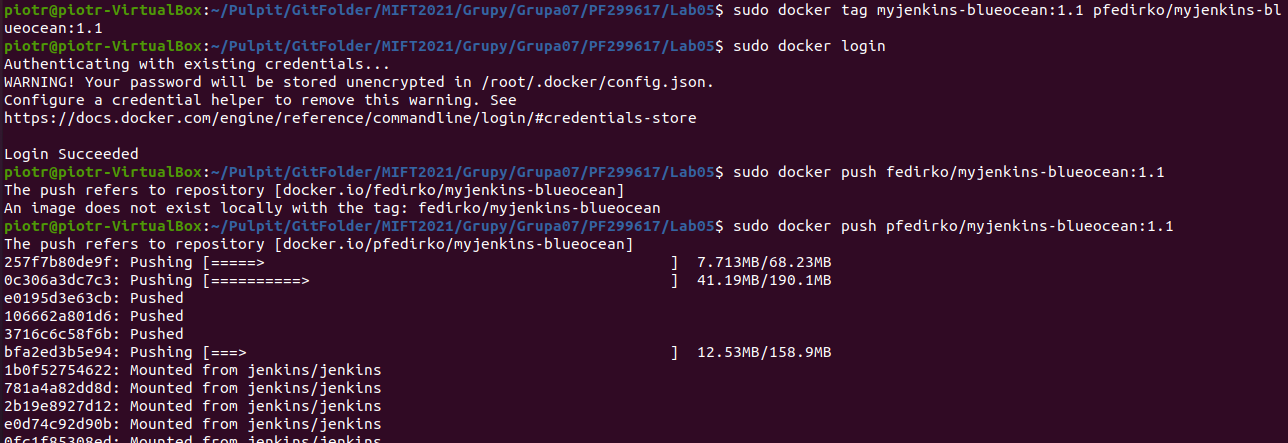 piotr@piotr-VirtualBox:~/Pulpit/GitFolder/MIFT2021/Grupy/Grupa07/PF299617/Lab05$ sudo docker tag myjenkins-blueocean:1.1 pfedirko/myjenkins-bl
ueocean:1.1
piotr@piotr-VirtualBox:~/Pulpit/GitFolder/MIFT2021/Grupy/Grupa07/PF299617/Lab05$ sudo docker login
Authenticating with existing credentials...
WARNING! Your password will be stored unencrypted in /root/.docker/config.json.
Configure a credential helper to remove this warning. See
https://docs.docker.com/engine/reference/commandline/login/#credentials-store
Login Succeeded
piotr@piotr-VirtualBox:~/Pulpit/GitFolder/MIFT2021/Grupy/Grupa07/PF299617/Lab05$ sudo docker push fedirko/myjenkins-blueocean:1.1
The push refers to repository [docker.io/fedirko/myjenkins-blueocean]
An image does not exist locally with the tag: fedirko/myjenkins-blueocean
piotr@piotr-VirtualBox:~/Pulpit/GitFolder/MIFT2021/Grupy/Grupa07/PF299617/Lab05$ sudo docker push pfedirko/myjenkins-blueocean:1.1
The push refers to repository [docker.io/pfedirko/myjenkins-blueocean]
257f7b80de9f: Pushing [=====>                                             ]  7.713MB/68.23MB
0c306a3dc7c3: Pushing [==========>                                        ]  41.19MB/190.1MB
e0195d3e63cb: Pushed
106662a801d6: Pushed
3716c6c58f6b: Pushed
bfa2ed3b5e94: Pushing [===>                                               ]  12.53MB/158.9MB
1b0f52754622: Mounted from jenkins/jenkins
781a4a82dd8d: Mounted from jenkins/jenkins
2b19e8927d12: Mounted from jenkins/jenkins
e0d74c92d90b: Mounted from jenkins/jenkins
0fc1f85308ed: Mounted from jenkins/jenkins